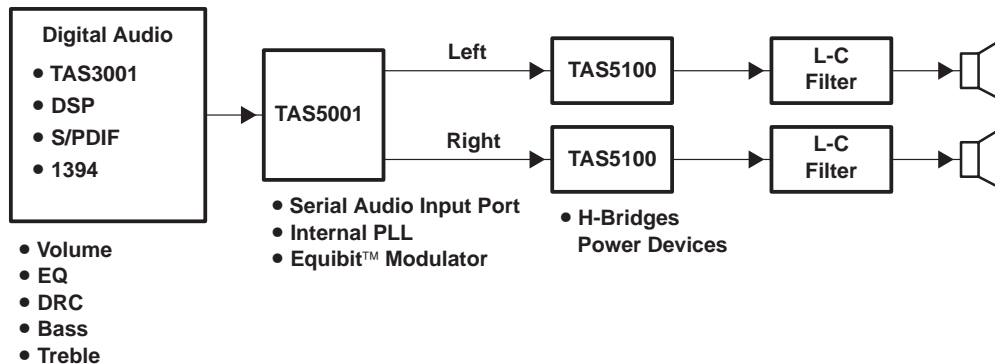 Digital Audio
● TAS3001
● DSP
● S/PDIF
● 1394
● Volume
● EQ
● DRC
● Bass
● Treble
TAS5001
● Serial Audio Input Port
● Internal PLL
● Equibit™ Modulator
Left
Right
TAS5100
TAS5100
● H-Bridges
Power Devices
L-C
Filter
L-C
Filter